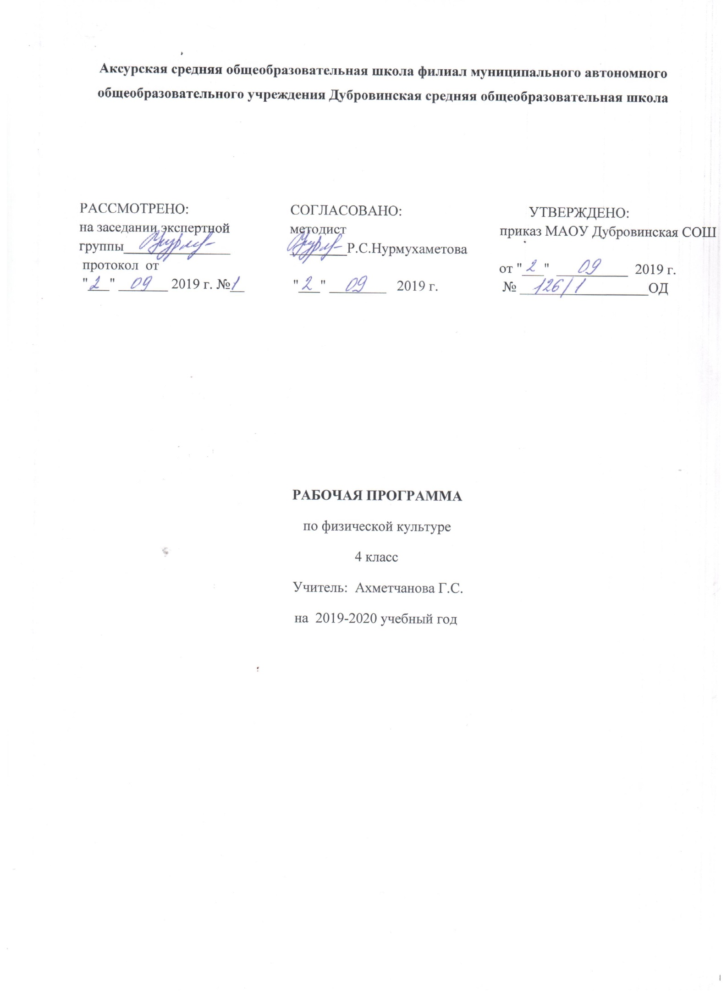 Аксурская средняя общеобразовательная школа филиал муниципального автономного
общеобразовательного учреждения Дубровинская средняя общеобразовательная школа
РАССМОТРЕНО:
на заседании экспертной
группы_______________
протокол от
"2" 09 2019 г. №1
СОГЛАСОВАНО:
методист
________Р.С.Нурмухаметова
"2" 09 2019 г.
УТВЕРЖДЕНО:
приказ МАОУ Дубровинская СОШ
от "2" 09 2019 г.
№ 126/1 ОД
РАБОЧАЯ ПРОГРАММА
по физической культуре
4 класс
Учитель: Ахметчанова Г.С.
на 2019-2020 учебный год